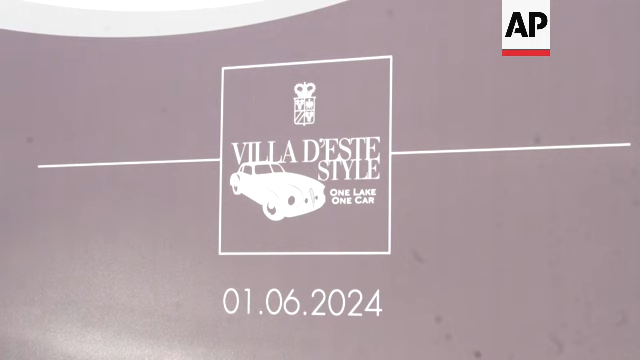 AP
VILLA D'ESTE
STYLE
ONE LAKE
ONE CAR
01.06.2024